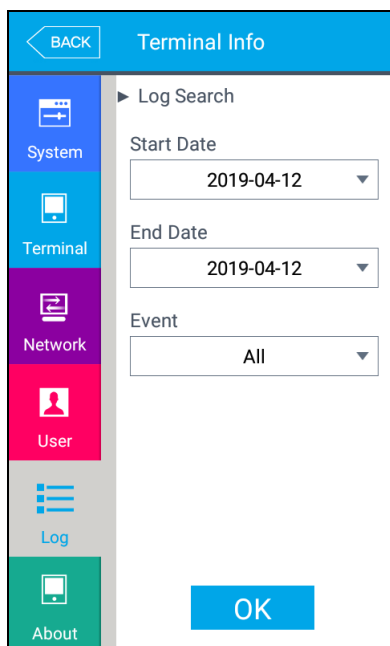 BACK
Terminal Info
System
Terminal
Network
User
Log
About
► Log Search
Start Date
2019-04-12
End Date
2019-04-12
Event
All
OK